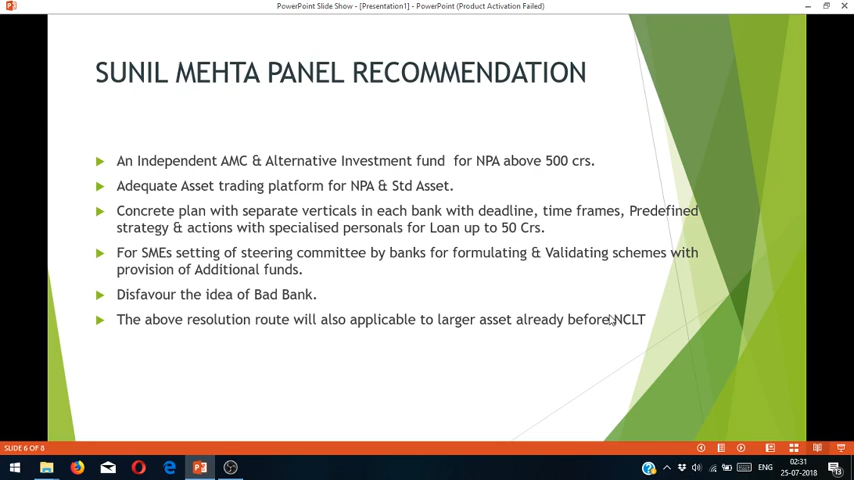 PowerPoint Slide Show - [Presentation1] - PowerPoint (Product Activation Failed)
SUNIL MEHTA PANEL RECOMMENDATION
An Independent AMC & Alternative Investment fund for NPA above 500 crs.
Adequate Asset trading platform for NPA & Std Asset.
Concrete plan with separate verticals in each bank with deadline, time frames, Predefined
strategy & actions with specialised personals for Loan up to 50 Crs.
For SMEs setting of steering committee by banks for formulating & Validating schemes with
provision of Additional funds.
Disfavour the idea of Bad Bank.
The above resolution route will also applicable to larger asset already before NCLT
SLIDE 6 OF 8
ENG
02:31
25-07-2018
13